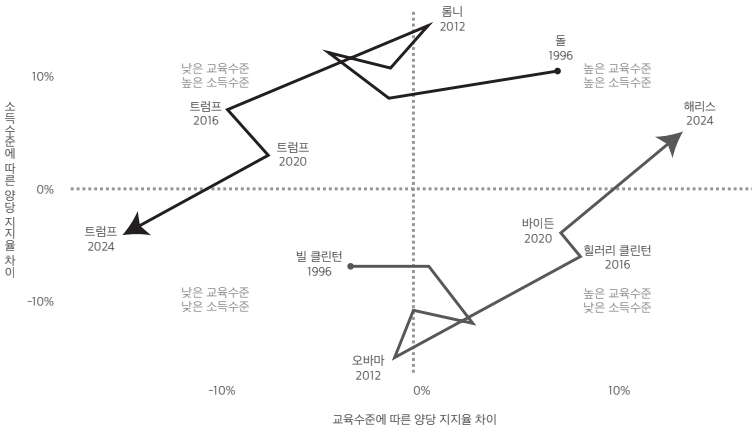 롬니
2012
돌
1996
낮은 교육수준
높은 소득수준
높은 교육수준
높은 소득수준
10%
트럼프
2016
해리스
2024
트럼프
2020
소득수준에 따른 양당 지지율 차이
0%
트럼프
2024
바이든
2020
빌 클린턴
1996
힐러리 클린턴
2016
낮은 교육수준
낮은 소득수준
높은 교육수준
낮은 소득수준
-10%
오바마
2012
-10%
0%
10%
교육수준에 따른 양당 지지율 차이